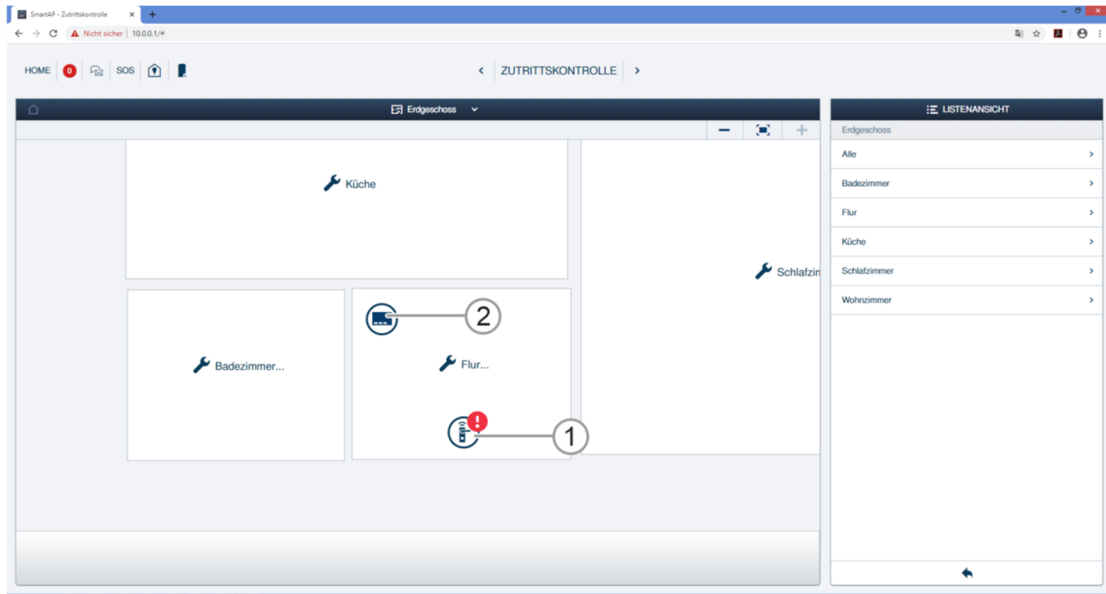 SmartAP - Zutrittskontrolle
Nicht sicher | 10.0.0.1/#
HOME 0 SOS
ZUTRITTSKONTROLLE
Erdgeschoss
LISTENANSICHT
Erdgeschoss
Alle
Badezimmer
Flur
Küche
Schlafzimmer
Wohnzimmer
Küche
Schlafzin
2
Badezimmer...
Flur...
1